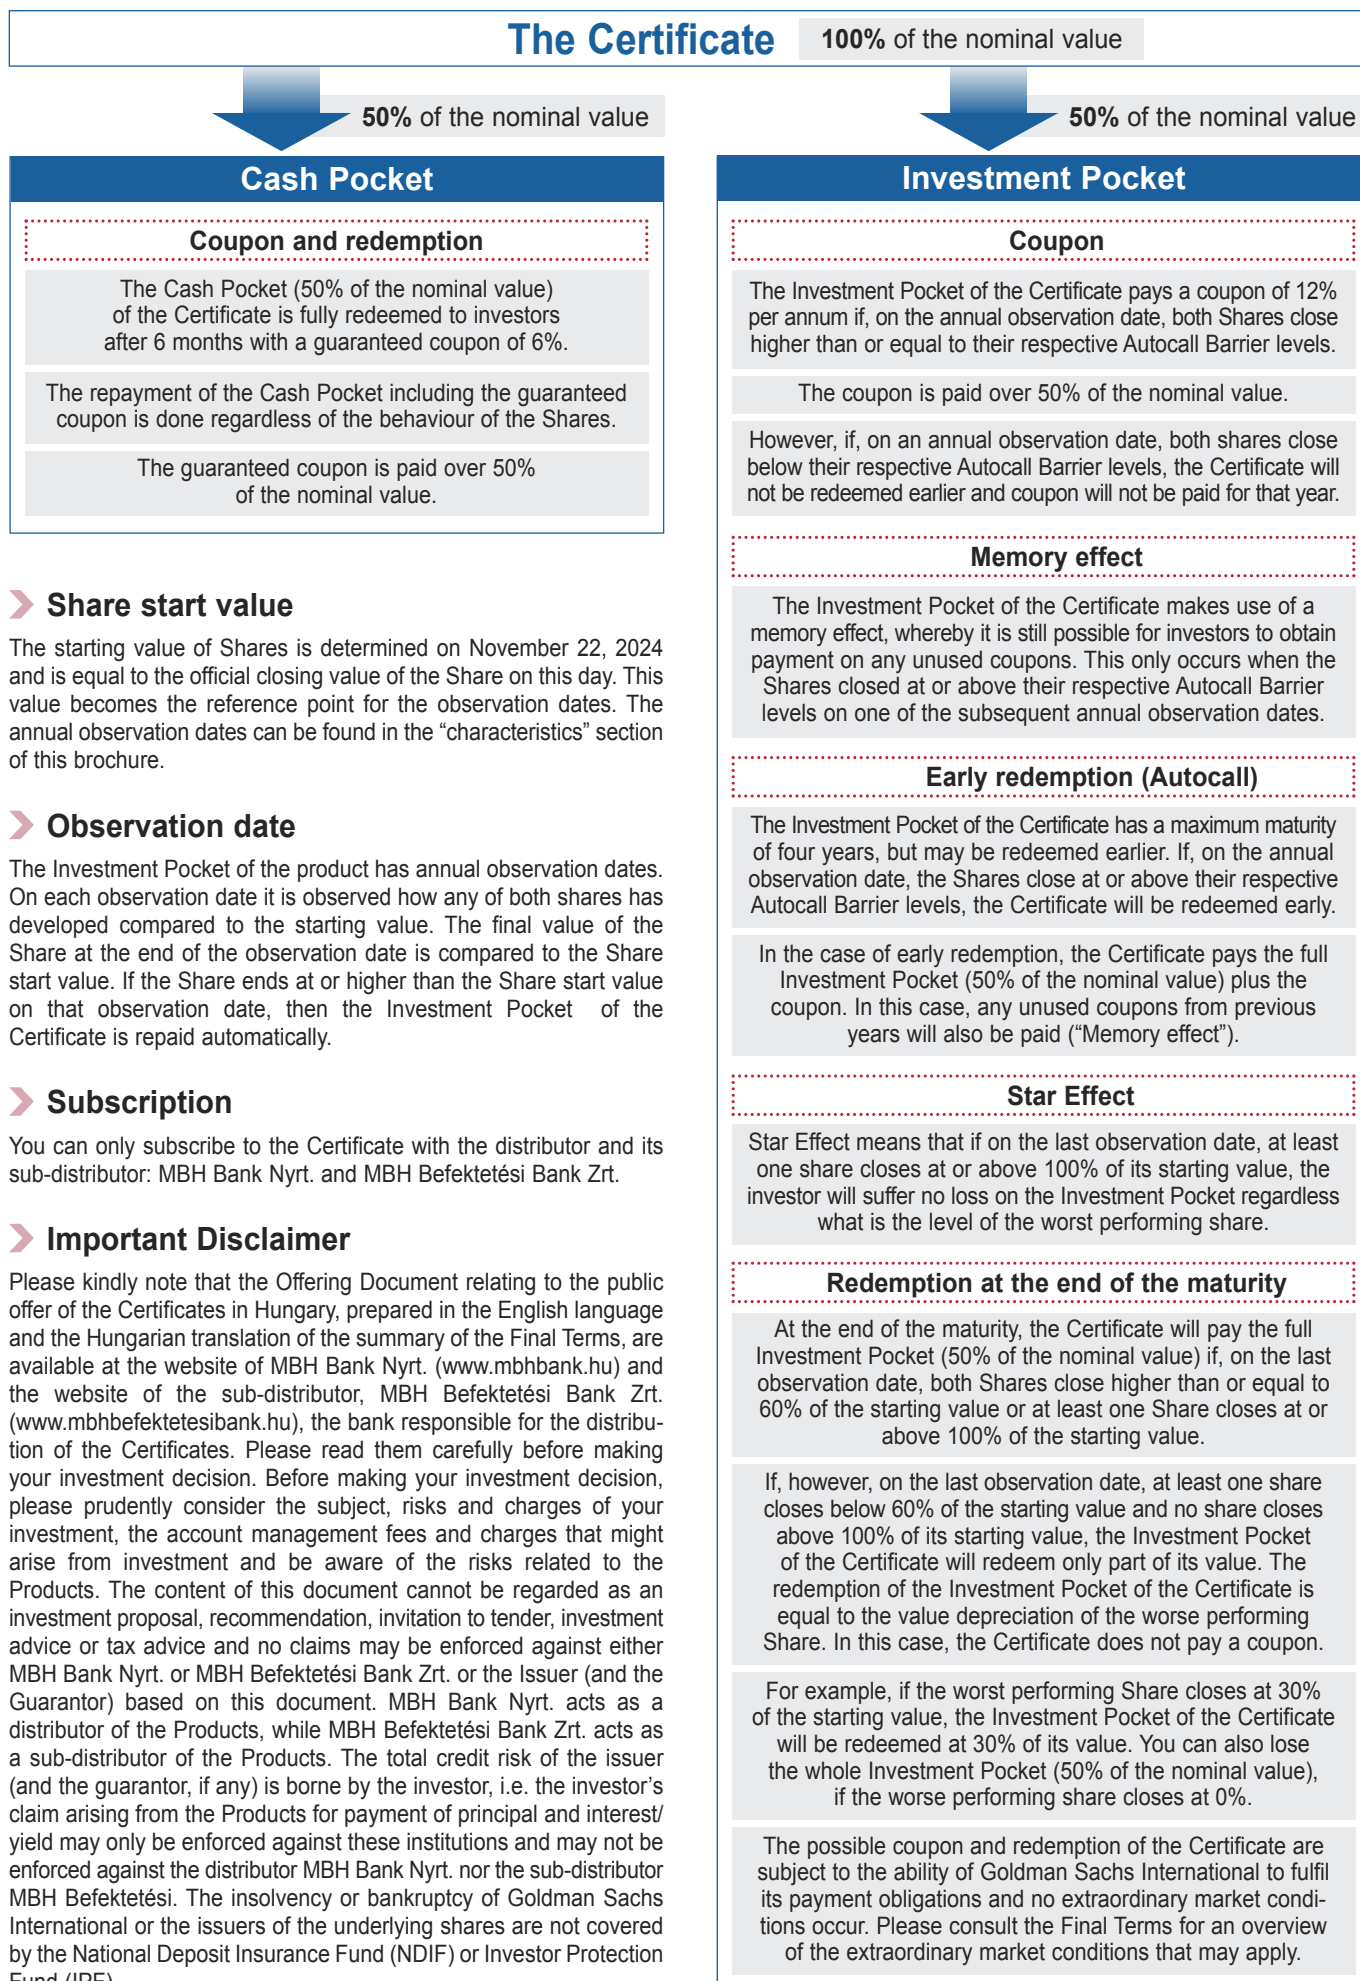 The Certificate 100% of the nominal value
50% of the nominal value
Cash Pocket
Coupon and redemption
The Cash Pocket (50% of the nominal value)
of the Certificate is fully redeemed to investors
after 6 months with a guaranteed coupon of 6%.
The repayment of the Cash Pocket including the guaranteed
coupon is done regardless of the behaviour of the Shares.
The guaranteed coupon is paid over 50%
of the nominal value.
Share start value
The starting value of Shares is determined on November 22, 2024
and is equal to the official closing value of the Share on this day. This
value becomes the reference point for the observation dates. The
annual observation dates can be found in the “characteristics” section
of this brochure.
Observation date
The Investment Pocket of the product has annual observation dates.
On each observation date it is observed how any of both shares has
developed compared to the starting value. The final value of the
Share at the end of the observation date is compared to the Share
start value. If the Share ends at or higher than the Share start value
on that observation date, then the Investment Pocket of the
Certificate is repaid automatically.
Subscription
You can only subscribe to the Certificate with the distributor and its
sub-distributor: MBH Bank Nyrt. and MBH Befektetési Bank Zrt.
Important Disclaimer
Please kindly note that the Offering Document relating to the public
offer of the Certificates in Hungary, prepared in the English language
and the Hungarian translation of the summary of the Final Terms, are
available at the website of MBH Bank Nyrt. (www.mbhbank.hu) and
the website of the sub-distributor, MBH Befektetési Bank Zrt.
(www.mbhbefektetesibank.hu), the bank responsible for the distribu-
tion of the Certificates. Please read them carefully before making
your investment decision. Before making your investment decision,
please prudently consider the subject, risks and charges of your
investment, the account management fees and charges that might
arise from investment and be aware of the risks related to the
Products. The content of this document cannot be regarded as an
investment proposal, recommendation, invitation to tender, investment
advice or tax advice and no claims may be enforced against either
MBH Bank Nyrt. or MBH Befektetési Bank Zrt. or the Issuer (and the
Guarantor) based on this document. MBH Bank Nyrt. acts as a
distributor of the Products, while MBH Befektetési Bank Zrt. acts as
a sub-distributor of the Products. The total credit risk of the issuer
(and the guarantor, if any) is borne by the investor, i.e. the investor’s
claim arising from the Products for payment of principal and interest/
yield may only be enforced against these institutions and may not be
enforced against the distributor MBH Bank Nyrt. nor the sub-distributor
MBH Befektetési. The insolvency or bankruptcy of Goldman Sachs
International or the issuers of the underlying shares are not covered
by the National Deposit Insurance Fund (NDIF) or Investor Protection
Fund (IPF)
50% of the nominal value
Investment Pocket
Coupon
The Investment Pocket of the Certificate pays a coupon of 12%
per annum if, on the annual observation date, both Shares close
higher than or equal to their respective Autocall Barrier levels.
The coupon is paid over 50% of the nominal value.
However, if, on an annual observation date, both shares close
below their respective Autocall Barrier levels, the Certificate will
not be redeemed earlier and coupon will not be paid for that year.
Memory effect
The Investment Pocket of the Certificate makes use of a
memory effect, whereby it is still possible for investors to obtain
payment on any unused coupons. This only occurs when the
Shares closed at or above their respective Autocall Barrier
levels on one of the subsequent annual observation dates.
Early redemption (Autocall)
The Investment Pocket of the Certificate has a maximum maturity
of four years, but may be redeemed earlier. If, on the annual
observation date, the Shares close at or above their respective
Autocall Barrier levels, the Certificate will be redeemed early.
In the case of early redemption, the Certificate pays the full
Investment Pocket (50% of the nominal value) plus the
coupon. In this case, any unused coupons from previous
years will also be paid (“Memory effect”).
Star Effect
Star Effect means that if on the last observation date, at least
one share closes at or above 100% of its starting value, the
investor will suffer no loss on the Investment Pocket regardless
what is the level of the worst performing share.
Redemption at the end of the maturity
At the end of the maturity, the Certificate will pay the full
Investment Pocket (50% of the nominal value) if, on the last
observation date, both Shares close higher than or equal to
60% of the starting value or at least one Share closes at or
above 100% of the starting value.
If, however, on the last observation date, at least one share
closes below 60% of the starting value and no share closes
above 100% of its starting value, the Investment Pocket
of the Certificate will redeem only part of its value. The
redemption of the Investment Pocket of the Certificate is
equal to the value depreciation of the worse performing
Share. In this case, the Certificate does not pay a coupon.
For example, if the worst performing Share closes at 30%
of the starting value, the Investment Pocket of the Certificate
will be redeemed at 30% of its value. You can also lose
the whole Investment Pocket (50% of the nominal value),
if the worse performing share closes at 0%.
The possible coupon and redemption of the Certificate are
subject to the ability of Goldman Sachs International to fulfil
its payment obligations and no extraordinary market condi-
tions occur. Please consult the Final Terms for an overview
of the extraordinary market conditions that may apply.